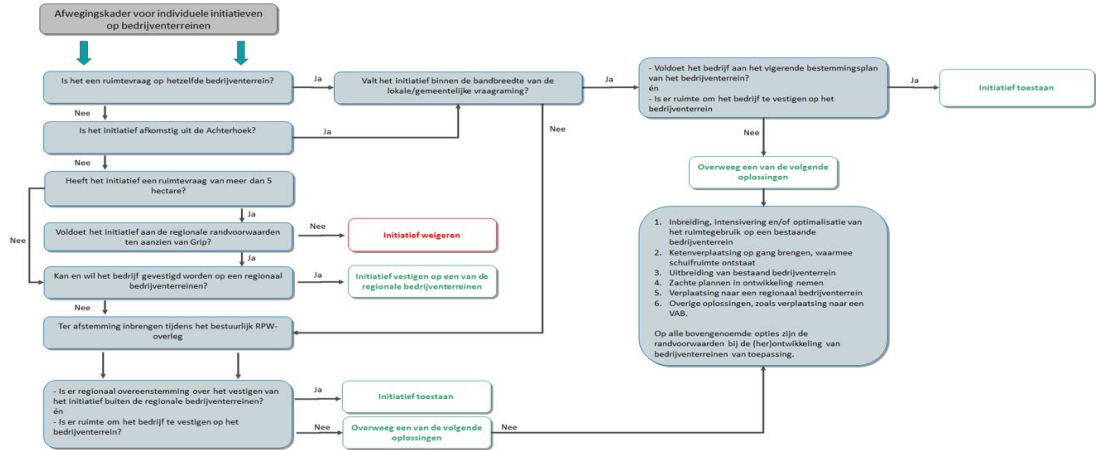 Afwegingskader voor individuele initiatieven
op bedrijventerreinen
Is het een ruimtevraag op hetzelfde bedrijventerrein?
Ja
Valt het initiatief binnen de bandbreedte van de
lokale/gemeentelijke vraagraming?
Ja
- Voldoet het bedrijf aan het vigerende bestemmingsplan
van het bedrijventerrein?
én
- Is er ruimte om het bedrijf te vestigen op het
bedrijventerrein
Ja
Initiatief toestaan
Nee
Is het initiatief afkomstig uit de Achterhoek?
Ja
Nee
Nee
Nee
Overweeg een van de volgende
oplossingen
Heeft het initiatief een ruimtevraag van meer dan 5
hectare?
Ja
Nee
Voldoet het initiatief aan de regionale randvoorwaarden
ten aanzien van Grip?
Nee
Initiatief weigeren
Ja
Kan en wil het bedrijf gevestigd worden op een regionaal
bedrijventerreinen?
Ja
Initiatief vestigen op een van de
regionale bedrijventerreinen
Nee
Ter afstemming inbrengen tijdens het bestuurlijk RPW-
overleg
1. Inbreiding, intensivering en/of optimalisatie van
het ruimtegebruik op een bestaande
bedrijventerrein
2. Ketenverplaatsing op gang brengen, waarmee
schuifruimte ontstaat
3. Uitbreiding van bestaand bedrijventerrein
4. Zachte plannen in ontwikkeling nemen
5. Verplaatsing naar een regionaal bedrijventerrein
6. Overige oplossingen, zoals verplaatsing naar een
VAB.
Op alle bovengenoemde opties zijn de
randvoorwaarden bij de (her)ontwikkeling van
bedrijventerreinen van toepassing.
- Is er regionaal overeenstemming over het vestigen van
het initiatief buiten de regionale bedrijventerreinen?
én
- Is er ruimte om het bedrijf te vestigen op het
bedrijventerrein?
Ja
Initiatief toestaan
Nee
Overweeg een van de volgende
oplossingen
Nee